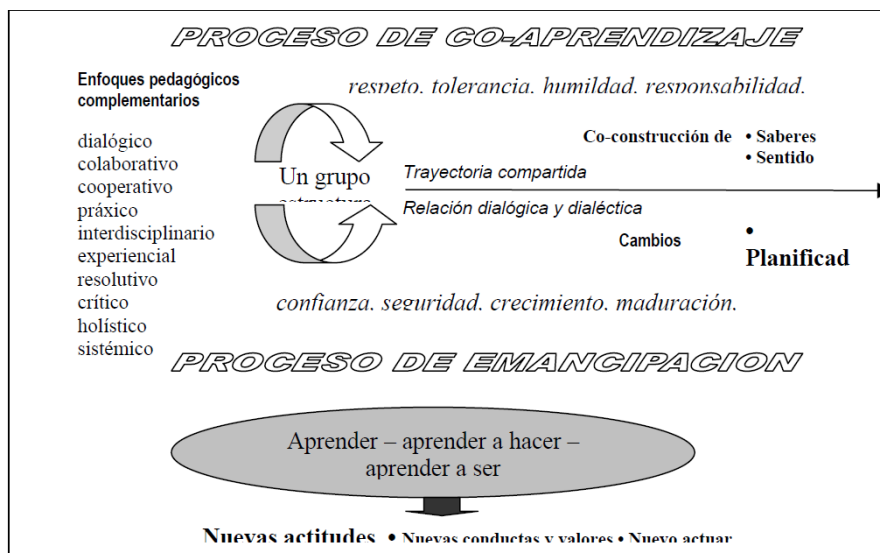 PROCESO DE CO-APRENDIZAJE
Enfoques pedagógicos
complementarios
respeto. tolerancia. humildad. responsabilidad.
dialógico
colaborativo
cooperativo
práxico
interdisciplinario
experiencial
resolutivo
crítico
holístico
sistémico
Un grupo
Co-construcción de • Saberes
• Sentido
Trayectoria compartida
Relación dialógica y dialéctica
Cambios •
Planificad
confianza. seguridad. crecimiento. maduración.
PROCESO DE EMANCIPACION
Aprender – aprender a hacer –
aprender a ser
Nuevas actitudes • Nuevas conductas y valores • Nuevo actuar